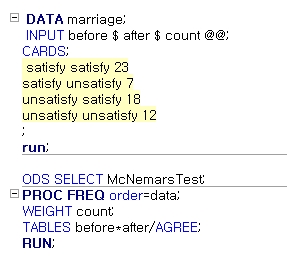 DATA marriage;
INPUT before $ after $ count @@;
CARDS;
satisfy satisfy 23
satisfy unsatisfy 7
unsatisfy satisfy 18
unsatisfy unsatisfy 12
;
run;
ODS SELECT McNemarsTest;
PROC FREQ order=data;
WEIGHT count;
TABLES before*after/AGREE;
RUN;